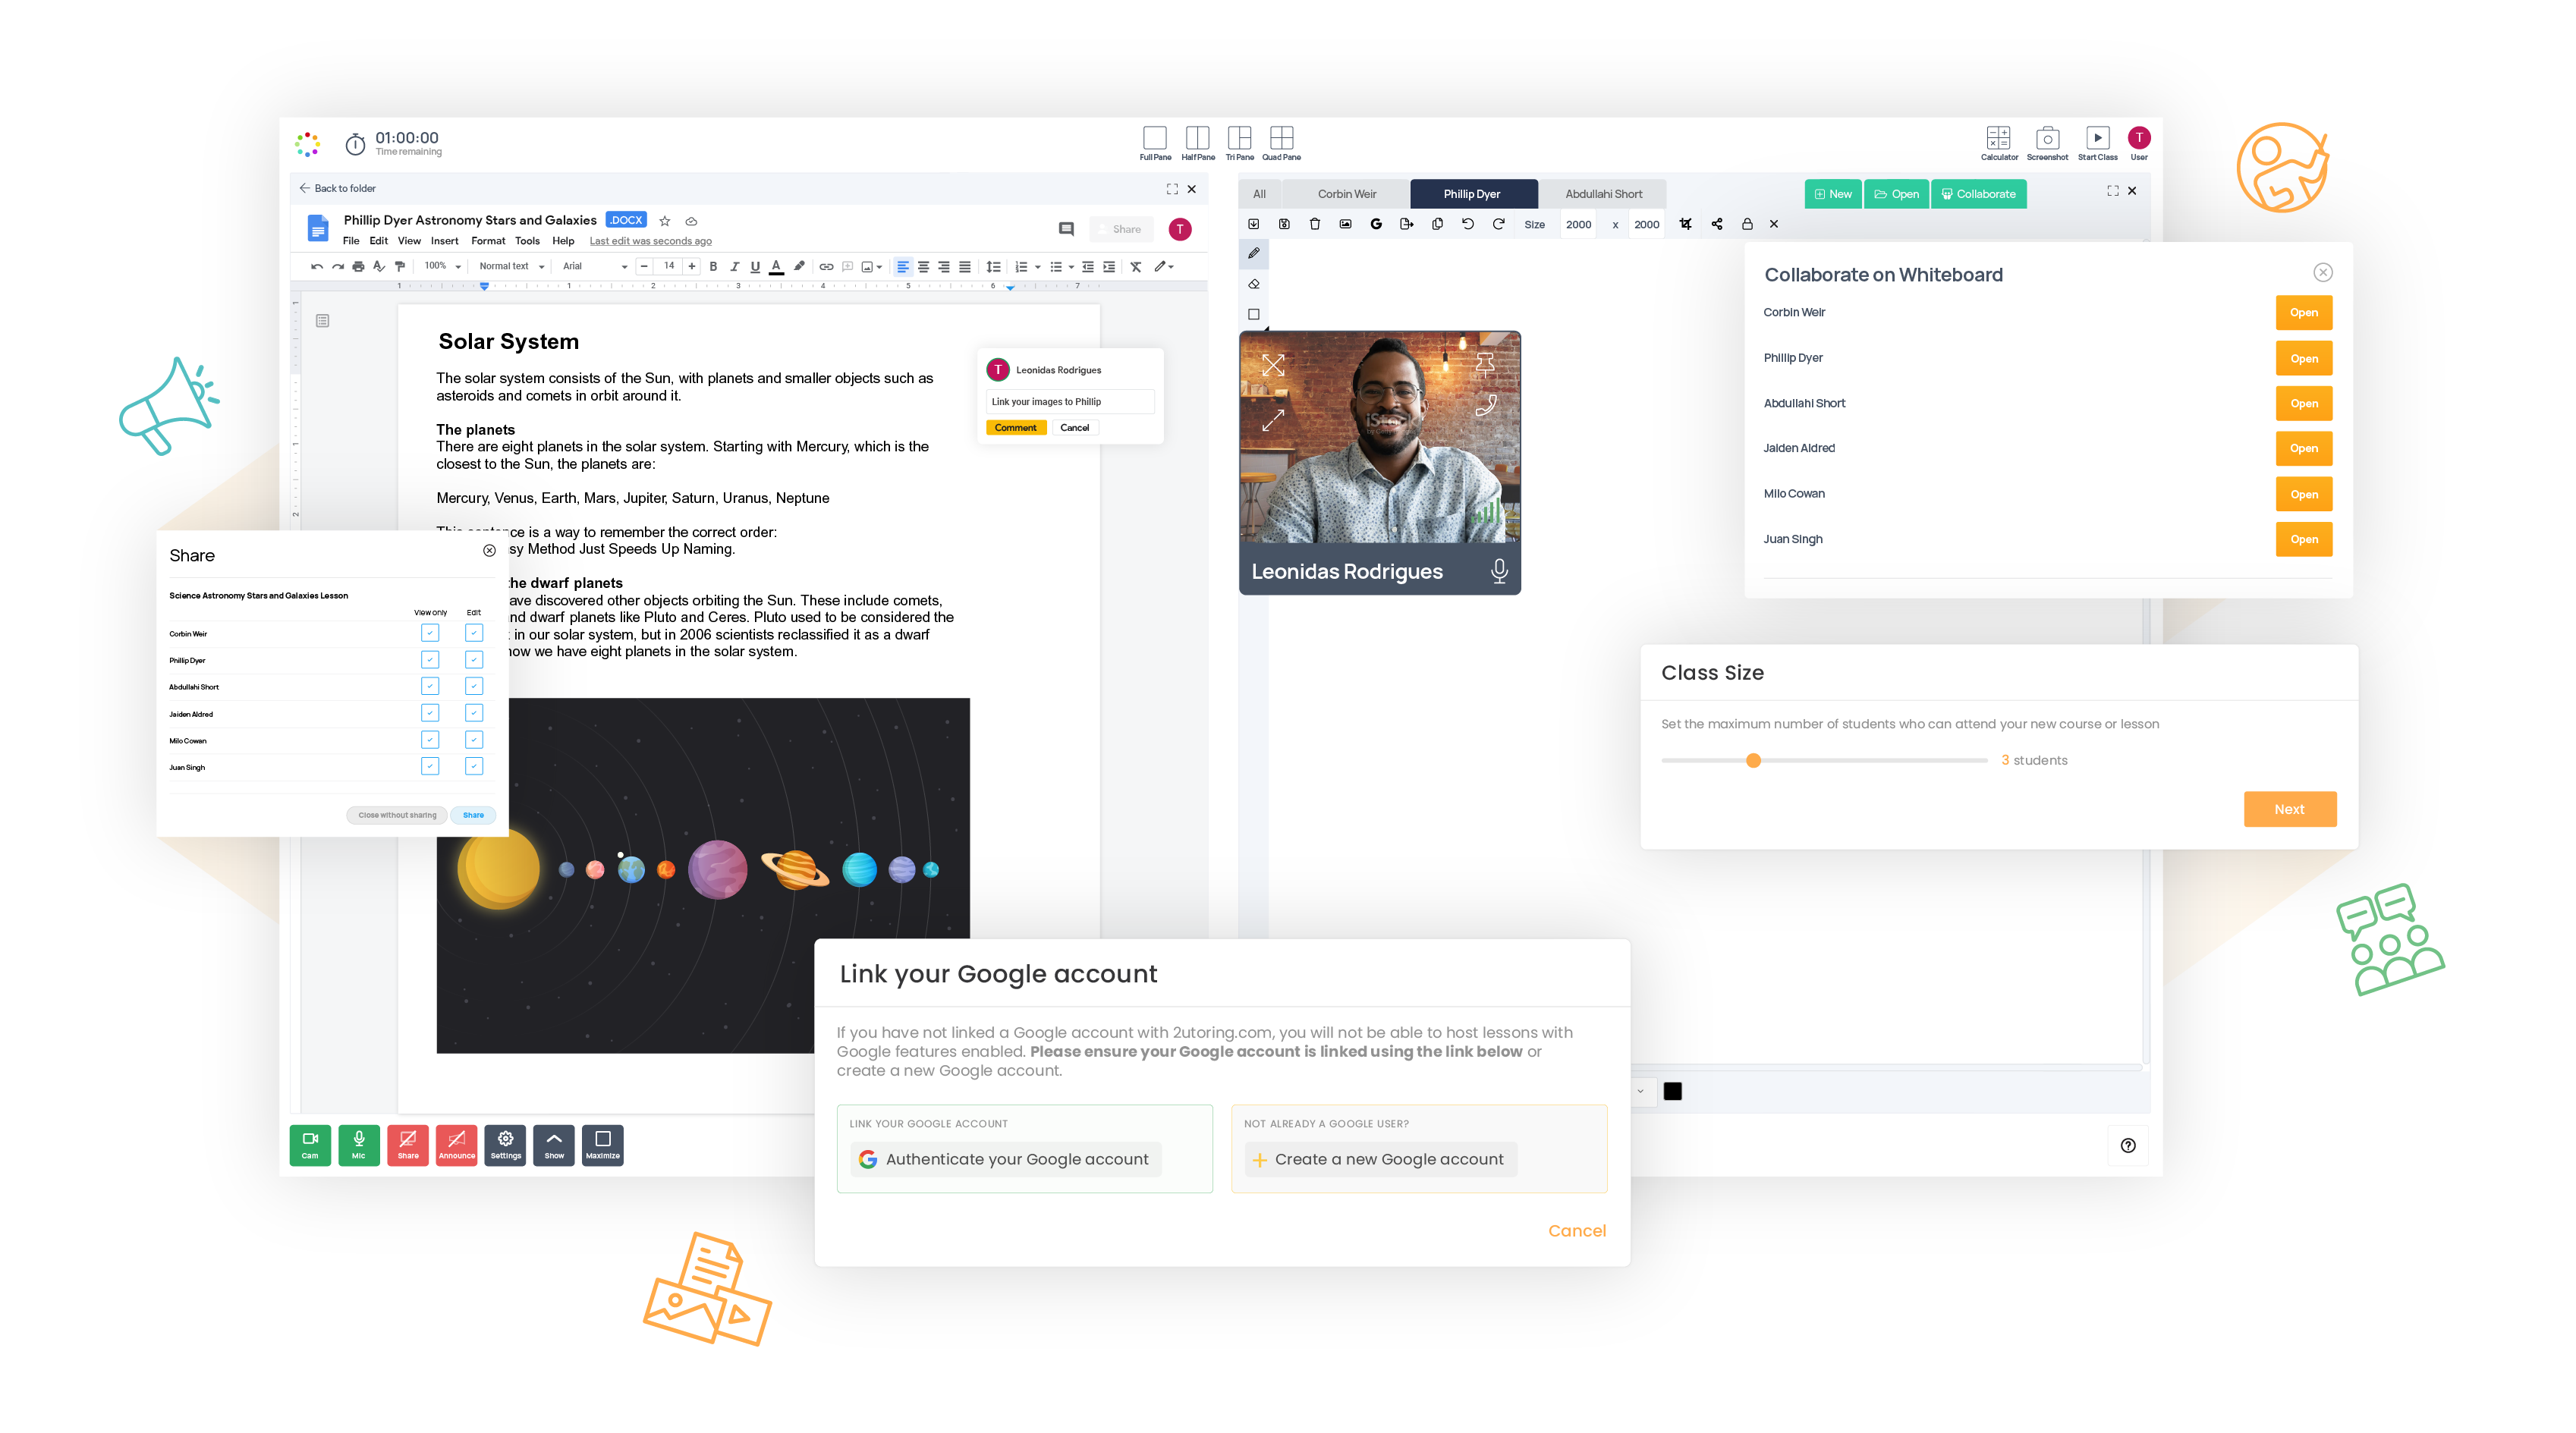 01:00:00
Time remaining
Full Pane
Half Pane
Tri Pane
Quad Pane
Calculator
Screenshot
Start Class
T
User
Back to folder
Phillip Dyer Astronomy Stars and Galaxies
.DOCX
File Edit View Insert Format Tools Help Last edit was seconds ago
Share
T
100% Normal text Arial 14 B I U A
1 1 2 3 4 5 6 7
1
1
2
Solar System
The solar system consists of the Sun, with planets and smaller objects such as
asteroids and comets in orbit around it.
The planets
There are eight planets in the solar system. Starting with Mercury, which is the
closest to the Sun, the planets are:
Mercury, Venus, Earth, Mars, Jupiter, Saturn, Uranus, Neptune
is a way to remember the correct order:
Method Just Speeds Up Naming.
the dwarf planets
discovered other objects orbiting the Sun. These include comets,
dwarf planets like Pluto and Ceres. Pluto used to be considered the
in our solar system, but in 2006 scientists reclassified it as a dwarf
we have eight planets in the solar system.
T
Leonidas Rodrigues
Link your images to Phillip
Comment
Cancel
Share
Science Astronomy Stars and Galaxies Lesson
View only Edit
Corbin Weir
Phillip Dyer
Abdullahi Short
Jaiden Aldred
Milo Cowan
Juan Singh
Close without sharing
Share
Cam
Mic
Share
Announce
Settings
Show
Maximize
All
Corbin Weir
Phillip Dyer
Abdullahi Short
New
Open
Collaborate
Size 2000 x 2000
iStock
Leonidas Rodrigues
Collaborate on Whiteboard
Corbin Weir Open
Phillip Dyer Open
Abdullahi Short Open
Jaiden Aldred Open
Milo Cowan Open
Juan Singh Open
Class Size
Set the maximum number of students who can attend your new course or lesson
3 students
Next
Link your Google account
If you have not linked a Google account with 2utoring.com, you will not be able to host lessons with
Google features enabled. Please ensure your Google account is linked using the link below or
create a new Google account.
LINK YOUR GOOGLE ACCOUNT
Authenticate your Google account
NOT ALREADY A GOOGLE USER?
Create a new Google account
Cancel